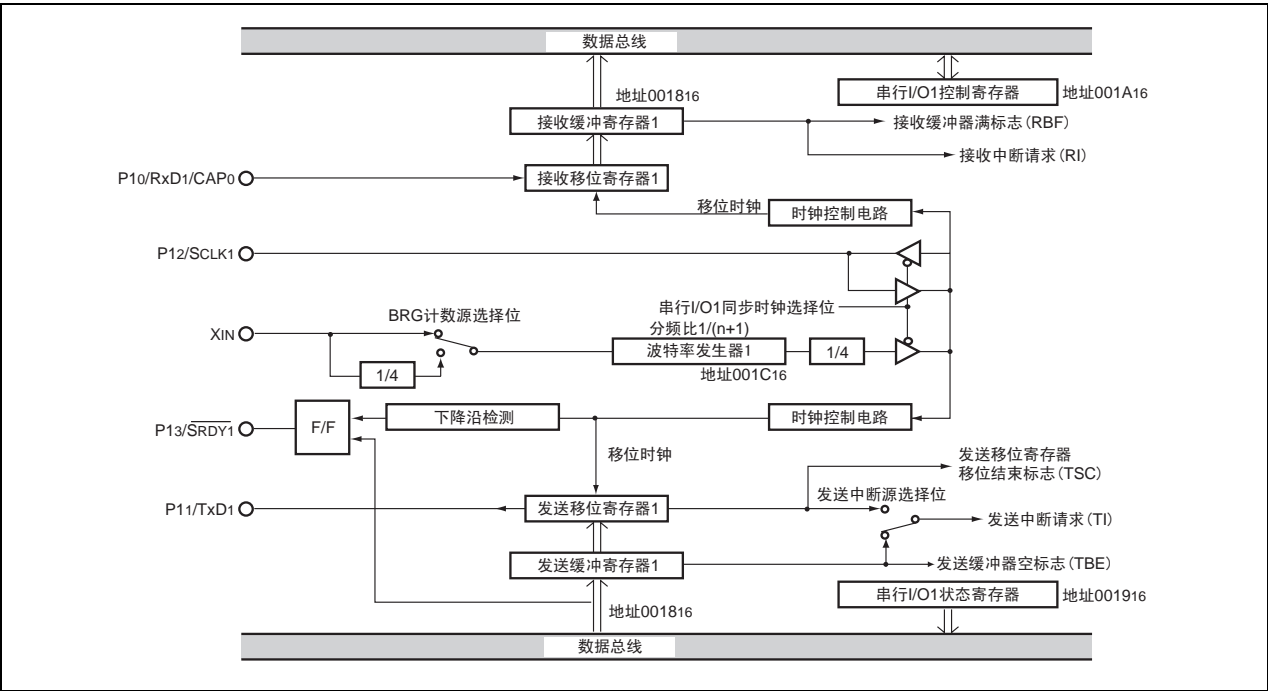 数据总线
地址001816
串行I/O1控制寄存器
地址001A16
接收缓冲寄存器1
接收缓冲器满标志(RBF)
接收中断请求(RI)
P10/RxD1/CAP0
接收移位寄存器1
移位时钟
时钟控制电路
P12/SCLK1
串行I/O1同步时钟选择位
BRG计数源选择位
分频比1/(n+1)
XIN
波特率发生器1
1/4
1/4
地址001C16
P13/SRDY1
F/F
下降沿检测
时钟控制电路
移位时钟
发送移位寄存器
移位结束标志(TSC)
发送中断源选择位
P11/TxD1
发送移位寄存器1
发送中断请求(TI)
发送缓冲寄存器1
发送缓冲器空标志(TBE)
串行I/O1状态寄存器
地址001916
地址001816
数据总线